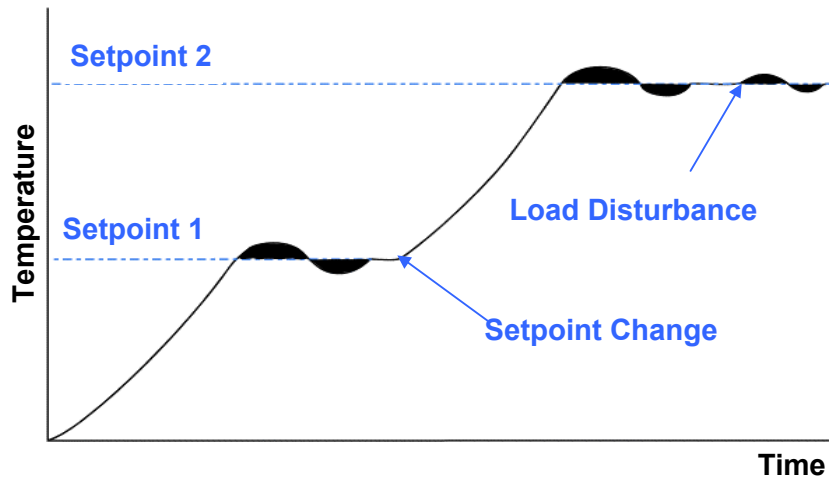 Setpoint 2
Load Disturbance
Setpoint 1
Temperature
Setpoint Change
Time